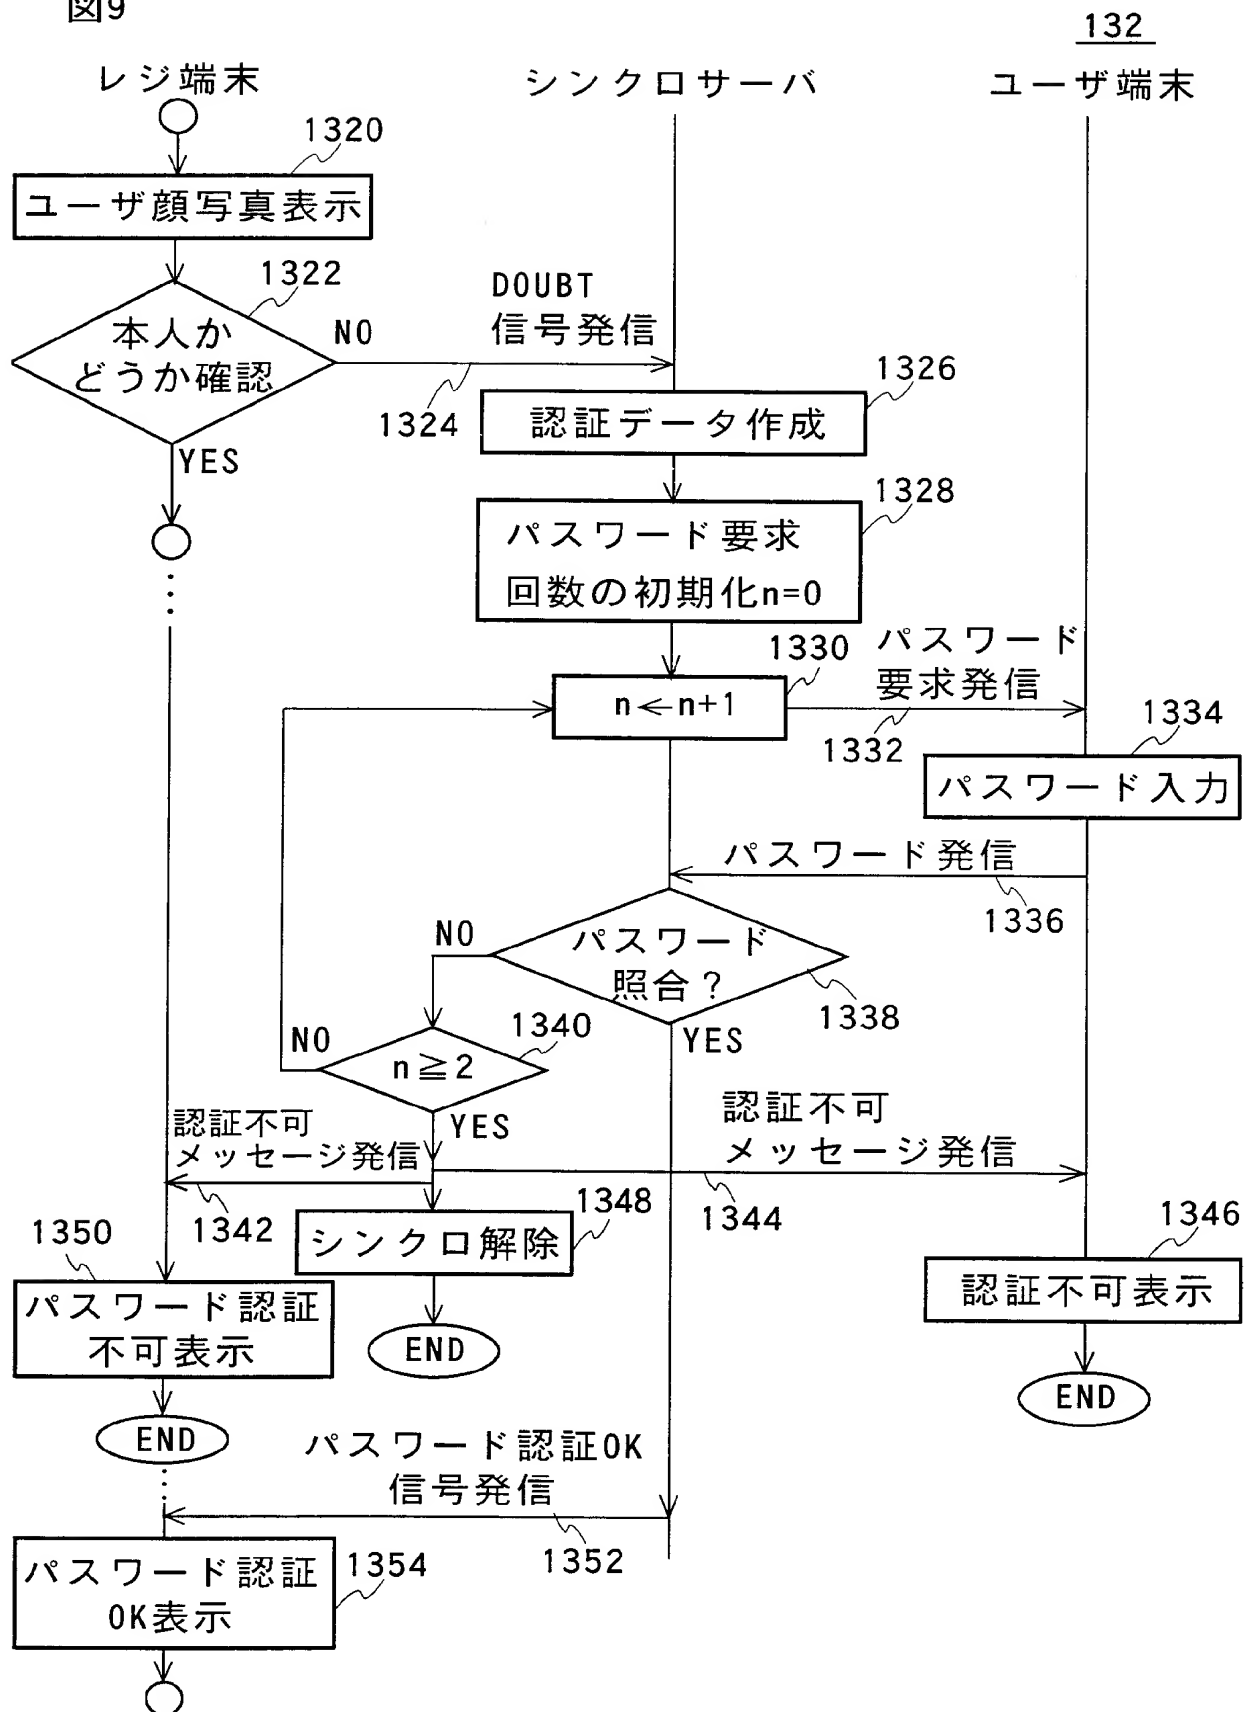 図9
132
レジ端末
シンクロサーバ
ユーザ端末
1320
ユーザ顔写真表示
1322
本人か
どうか確認
NO
DOUBT
信号発信
1324
YES
1326
認証データ作成
1328
パスワード要求
回数の初期化n=0
1330
n←n+1
パスワード
要求発信
1332
1334
パスワード入力
パスワード発信
1336
NO
パスワード
照合?
1338
YES
1340
NO
n≧2
YES
認証不可
メッセージ発信
1342
認証不可
メッセージ発信
1344
1348
シンクロ解除
END
1346
認証不可表示
END
1350
パスワード認証
不可表示
END
パスワード認証OK
信号発信
1352
パスワード認証
OK表示
1354